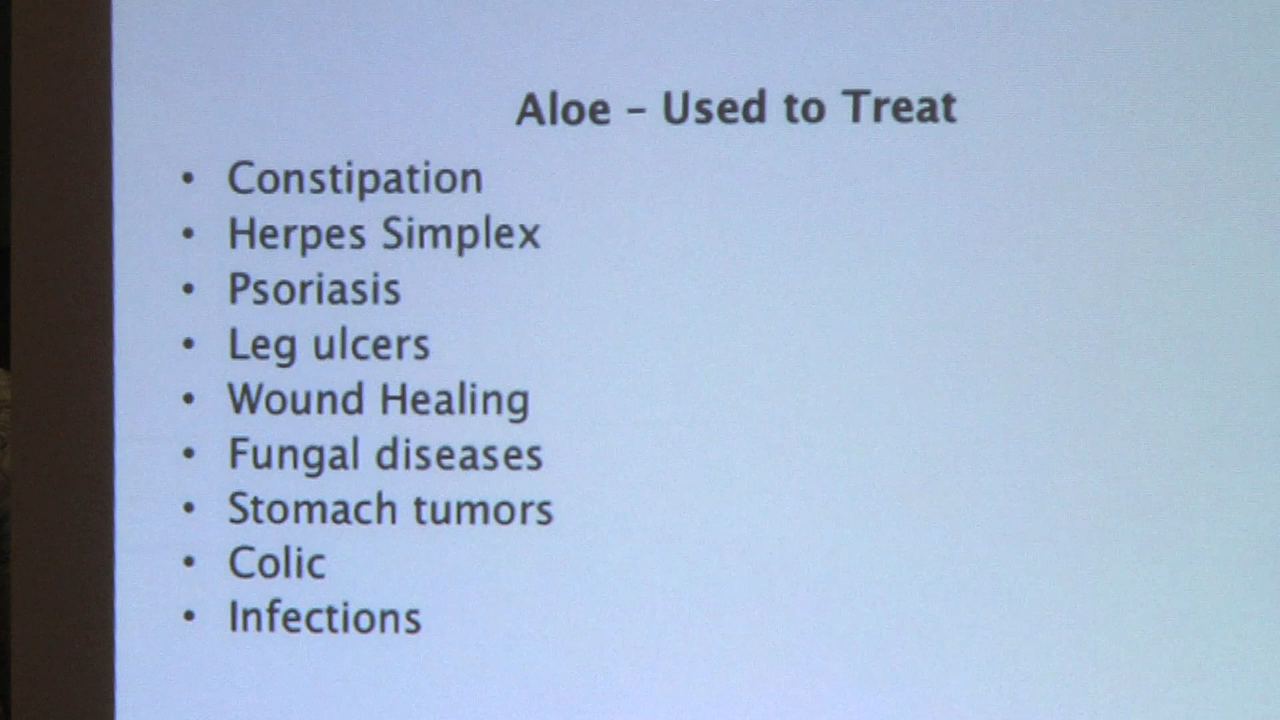 Aloe – Used to Treat
• Constipation
• Herpes Simplex
• Psoriasis
• Leg ulcers
• Wound Healing
• Fungal diseases
• Stomach tumors
• Colic
• Infections